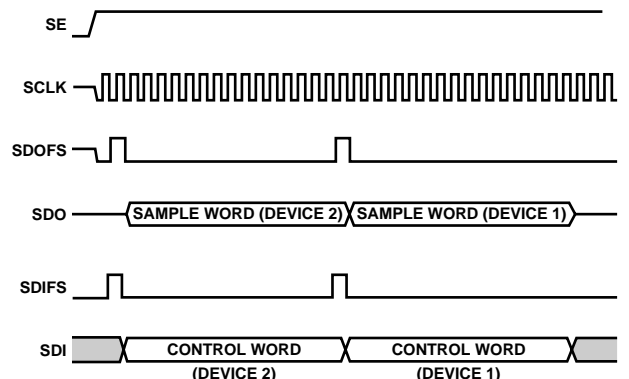 SE
SCLK
SDOFS
SDO
SAMPLE WORD (DEVICE 2)
SAMPLE WORD (DEVICE 1)
SDIFS
SDI
CONTROL WORD
(DEVICE 2)
CONTROL WORD
(DEVICE 1)